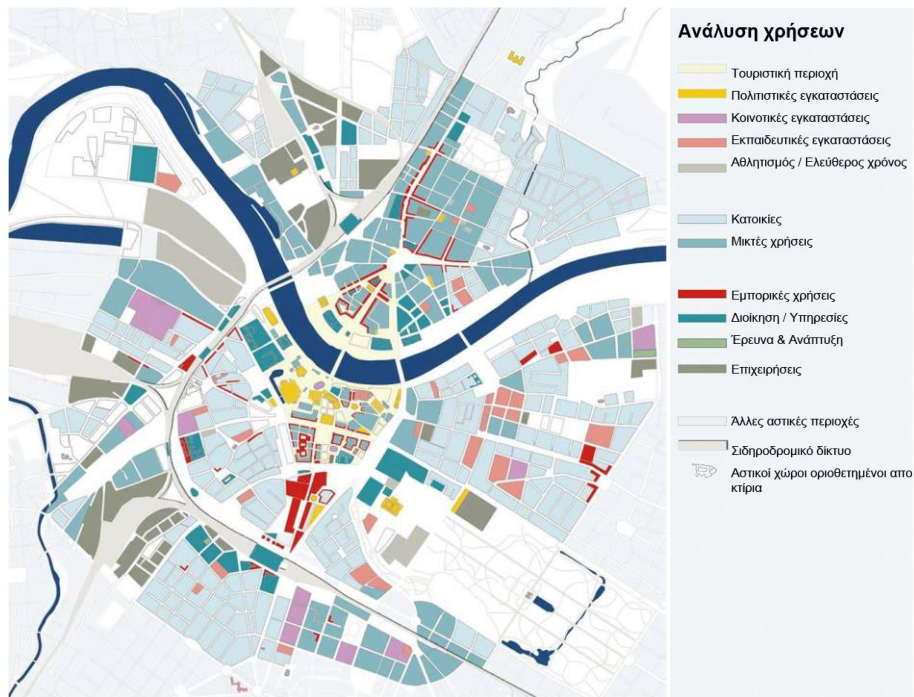 Ανάλυση χρήσεων
Τουριστική περιοχή
Πολιτιστικές εγκαταστάσεις
Κοινοτικές εγκαταστάσεις
Εκπαιδευτικές εγκαταστάσεις
Αθλητισμός / Ελεύθερος χρόνος
Κατοικίες
Μικτές χρήσεις
Εμπορικές χρήσεις
Διοίκηση / Υπηρεσίες
Έρευνα & Ανάπτυξη
Επιχειρήσεις
Άλλες αστικές περιοχές
Σιδηροδρομικό δίκτυο
Αστικοί χώροι οριοθετημένοι απο
κτίρια